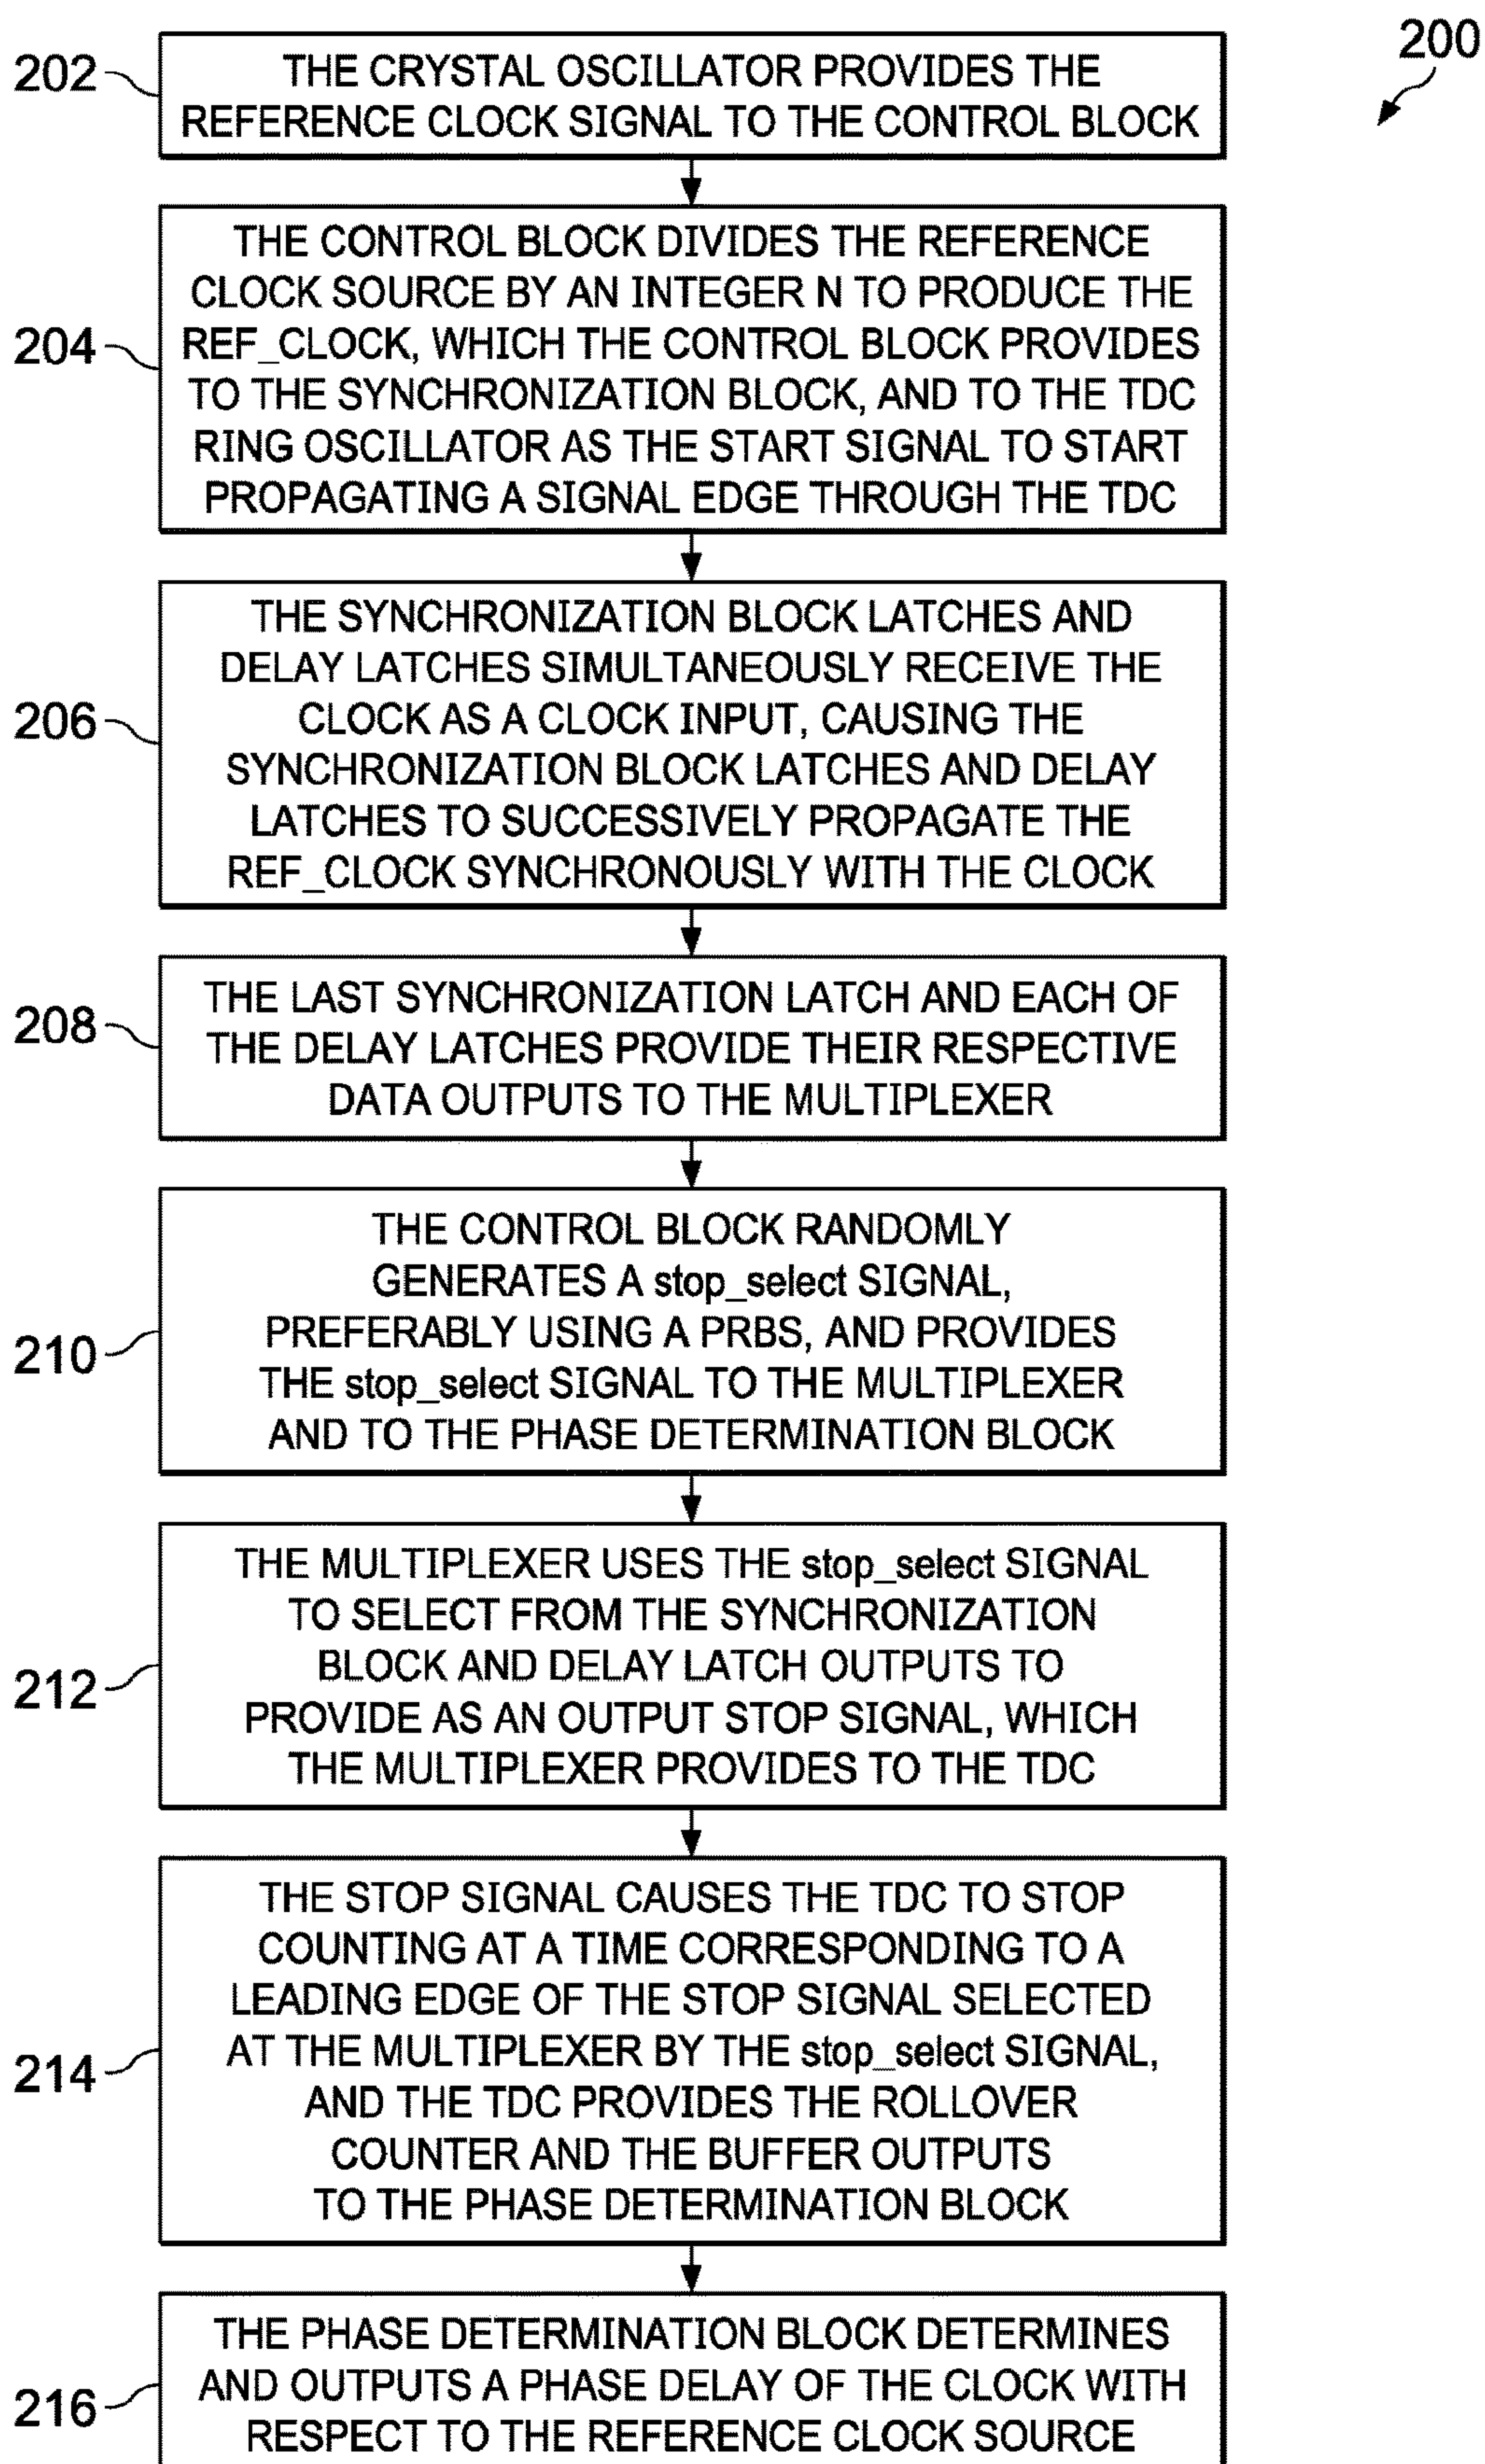 200
202
THE CRYSTAL OSCILLATOR PROVIDES THE
REFERENCE CLOCK SIGNAL TO THE CONTROL BLOCK
204
THE CONTROL BLOCK DIVIDES THE REFERENCE
CLOCK SOURCE BY AN INTEGER N TO PRODUCE THE
REF_CLOCK, WHICH THE CONTROL BLOCK PROVIDES
TO THE SYNCHRONIZATION BLOCK, AND TO THE TDC
RING OSCILLATOR AS THE START SIGNAL TO START
PROPAGATING A SIGNAL EDGE THROUGH THE TDC
206
THE SYNCHRONIZATION BLOCK LATCHES AND
DELAY LATCHES SIMULTANEOUSLY RECEIVE THE
CLOCK AS A CLOCK INPUT, CAUSING THE
SYNCHRONIZATION BLOCK LATCHES AND DELAY
LATCHES TO SUCCESSIVELY PROPAGATE THE
REF_CLOCK SYNCHRONOUSLY WITH THE CLOCK
208
THE LAST SYNCHRONIZATION LATCH AND EACH OF
THE DELAY LATCHES PROVIDE THEIR RESPECTIVE
DATA OUTPUTS TO THE MULTIPLEXER
210
THE CONTROL BLOCK RANDOMLY
GENERATES A stop_select SIGNAL,
PREFERABLY USING A PRBS, AND PROVIDES
THE stop_select SIGNAL TO THE MULTIPLEXER
AND TO THE PHASE DETERMINATION BLOCK
212
THE MULTIPLEXER USES THE stop_select SIGNAL
TO SELECT FROM THE SYNCHRONIZATION
BLOCK AND DELAY LATCH OUTPUTS TO
PROVIDE AS AN OUTPUT STOP SIGNAL, WHICH
THE MULTIPLEXER PROVIDES TO THE TDC
214
THE STOP SIGNAL CAUSES THE TDC TO STOP
COUNTING AT A TIME CORRESPONDING TO A
LEADING EDGE OF THE STOP SIGNAL SELECTED
AT THE MULTIPLEXER BY THE stop_select SIGNAL,
AND THE TDC PROVIDES THE ROLLOVER
COUNTER AND THE BUFFER OUTPUTS
TO THE PHASE DETERMINATION BLOCK
216
THE PHASE DETERMINATION BLOCK DETERMINES
AND OUTPUTS A PHASE DELAY OF THE CLOCK WITH
RESPECT TO THE REFERENCE CLOCK SOURCE